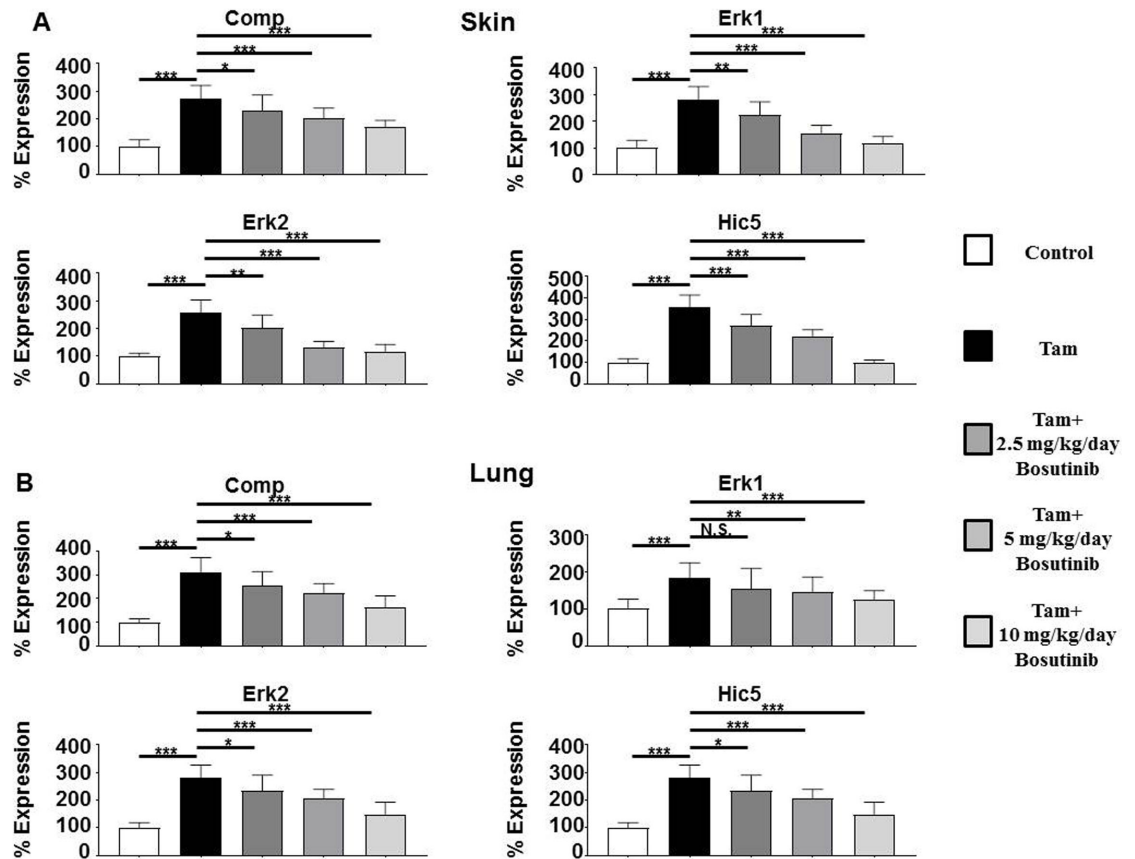 A
Skin
Comp
***
***
***
*
% Expression
400
300
200
100
0
Erk1
***
***
***
**
% Expression
400
300
200
100
0
Erk2
***
***
***
**
% Expression
400
300
200
100
0
Hic5
***
***
***
***
% Expression
500
400
300
200
100
0
Control
Tam
Tam+
2.5 mg/kg/day
Bosutinib
Tam+
5 mg/kg/day
Bosutinib
Tam+
10 mg/kg/day
Bosutinib
B
Lung
Comp
***
***
***
*
% Expression
400
300
200
100
0
Erk1
***
**
***
N.S.
% Expression
300
200
100
0
Erk2
***
***
***
*
% Expression
400
300
200
100
0
Hic5
***
***
***
*
% Expression
400
300
200
100
0